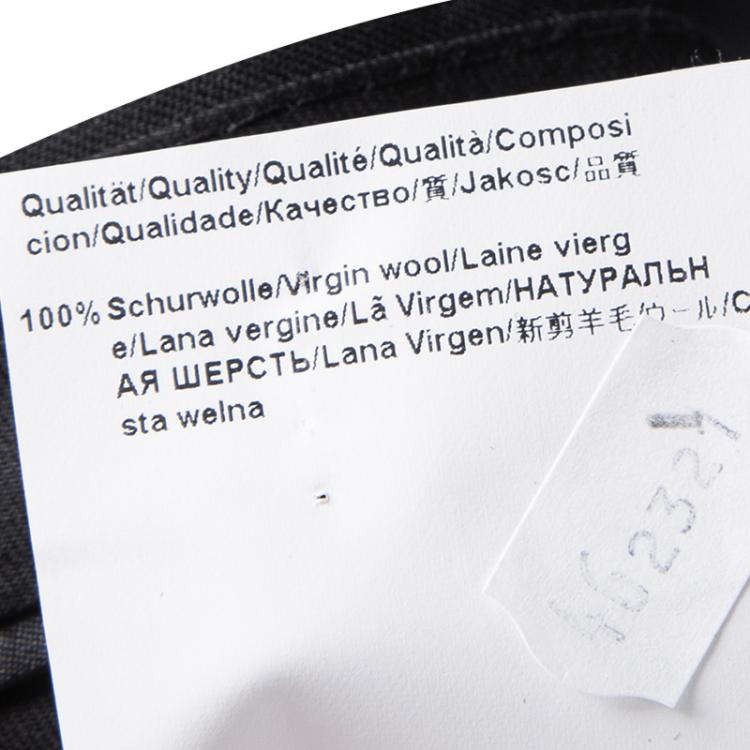 Qualität/Quality/Qualité/Qualità/Composi
cion/Qualidade/Качество/質/Jakosc/品質
100% Schurwolle/Virgin wool/Laine vierg
e/Lana vergine/Lã Virgem/НАТУРАЛЬН
АЯ ШЕРСТЬ/Lana Virgen/新剪羊毛/ウール/C
sta welna